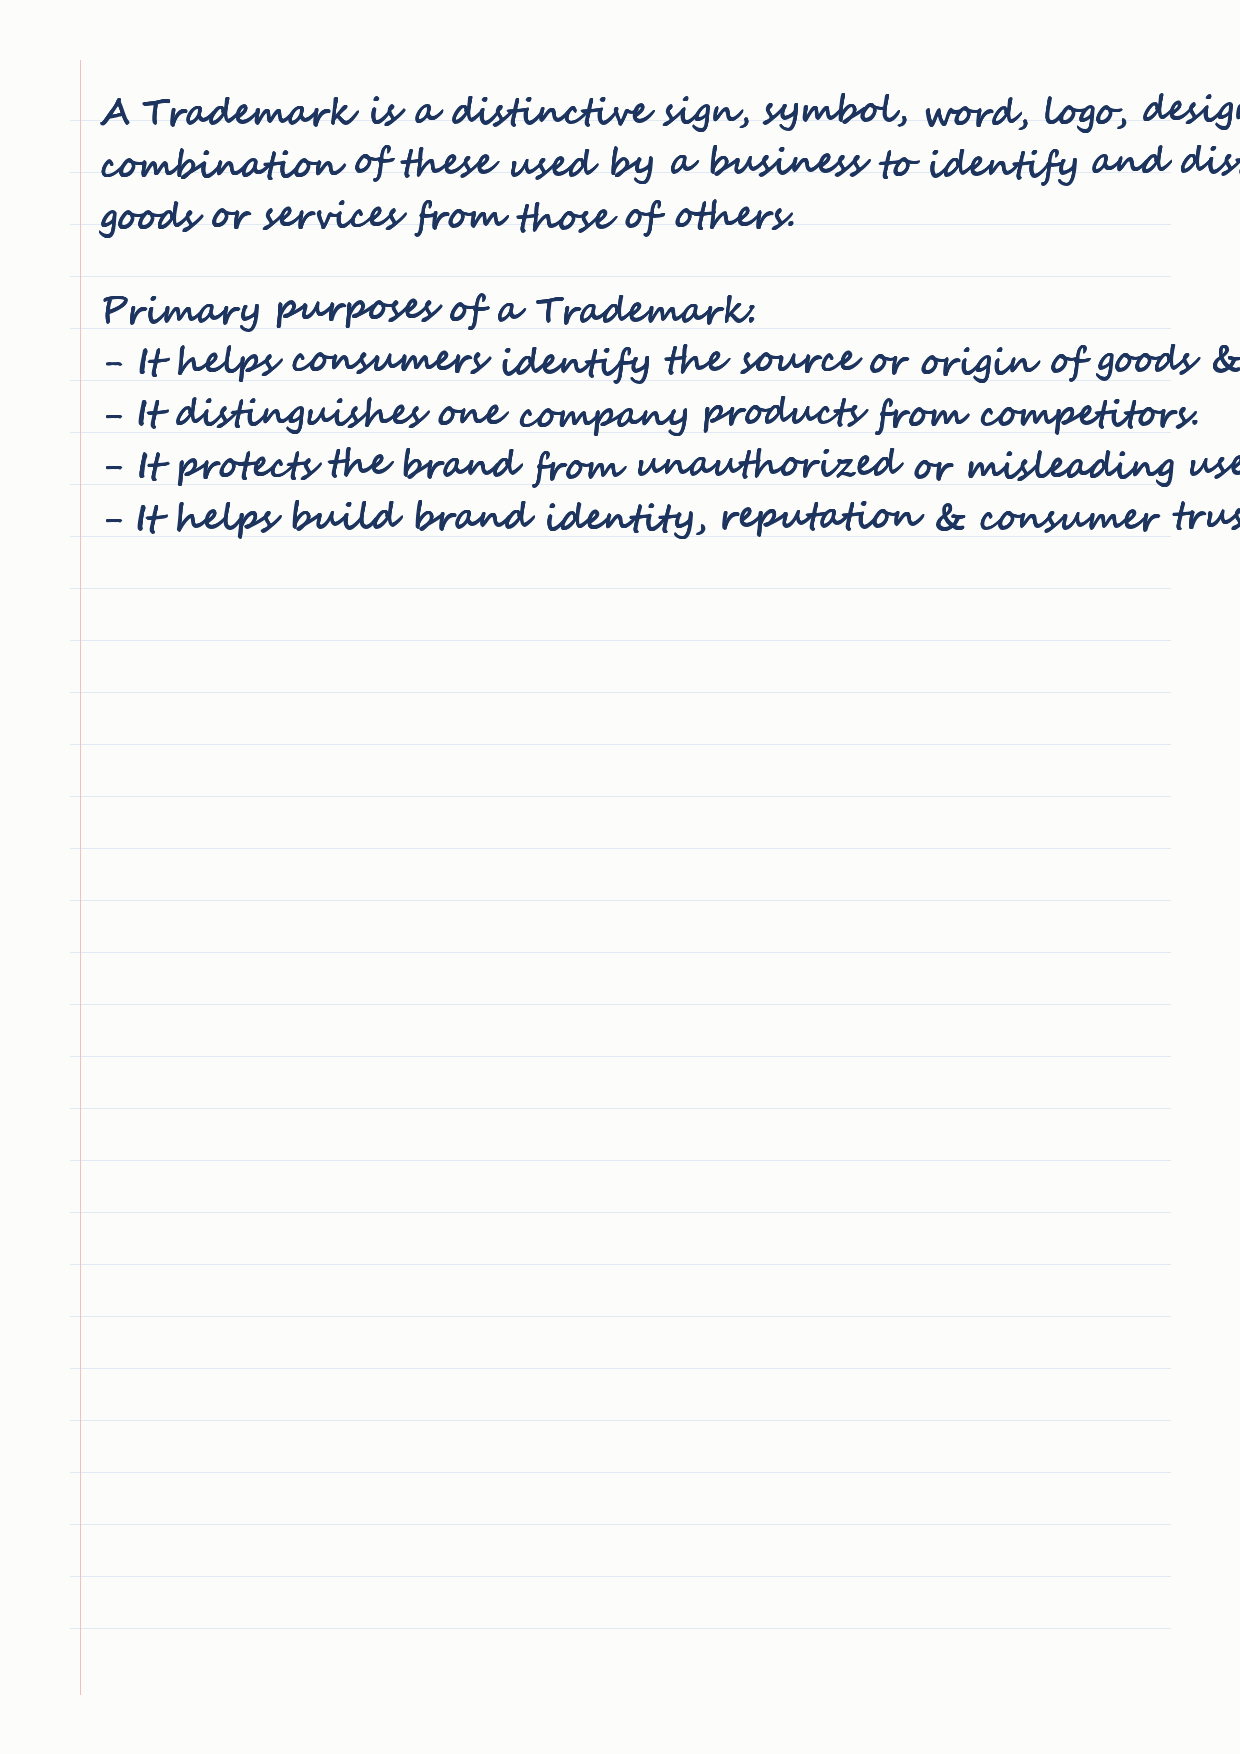 A Trademark is a distinctive sign, symbol, word, logo,
combination of these used by a business to identify and
goods or services from those of others.
Primary purposes of a Trademark:
- It helps consumers identify the source or origin of goods &
- It distinguishes one company products from competitors.
- It protects the brand from unauthorized or misleading use
- It helps build brand identity, reputation & consumer